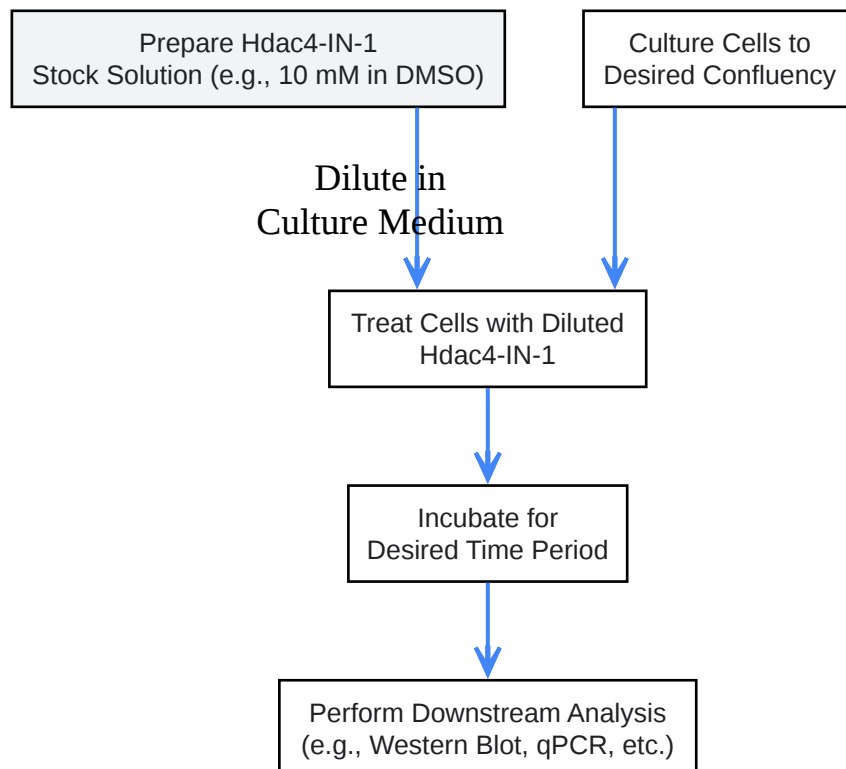 Prepare Hdac4-IN-1
Stock Solution (e.g., 10 mM in DMSO)
Culture Cells to
Desired Confluency
Dilute in
Culture Medium
Treat Cells with Diluted
Hdac4-IN-1
Incubate for
Desired Time Period
Perform Downstream Analysis
(e.g., Western Blot, qPCR, etc.)